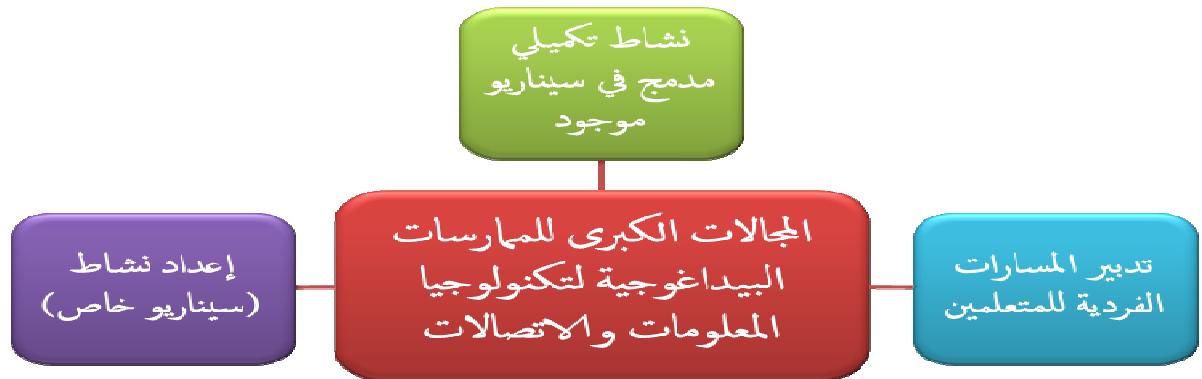 نشاط تكميلي
مدمج في سيناريو
موجود
المجالات الكبرى للممارسات
البيداغوجية لتكنولوجيا
المعلومات والاتصالات
تدبير المسارات
الفردية للمتعلمين
إعداد نشاط
(سيناريو خاص)